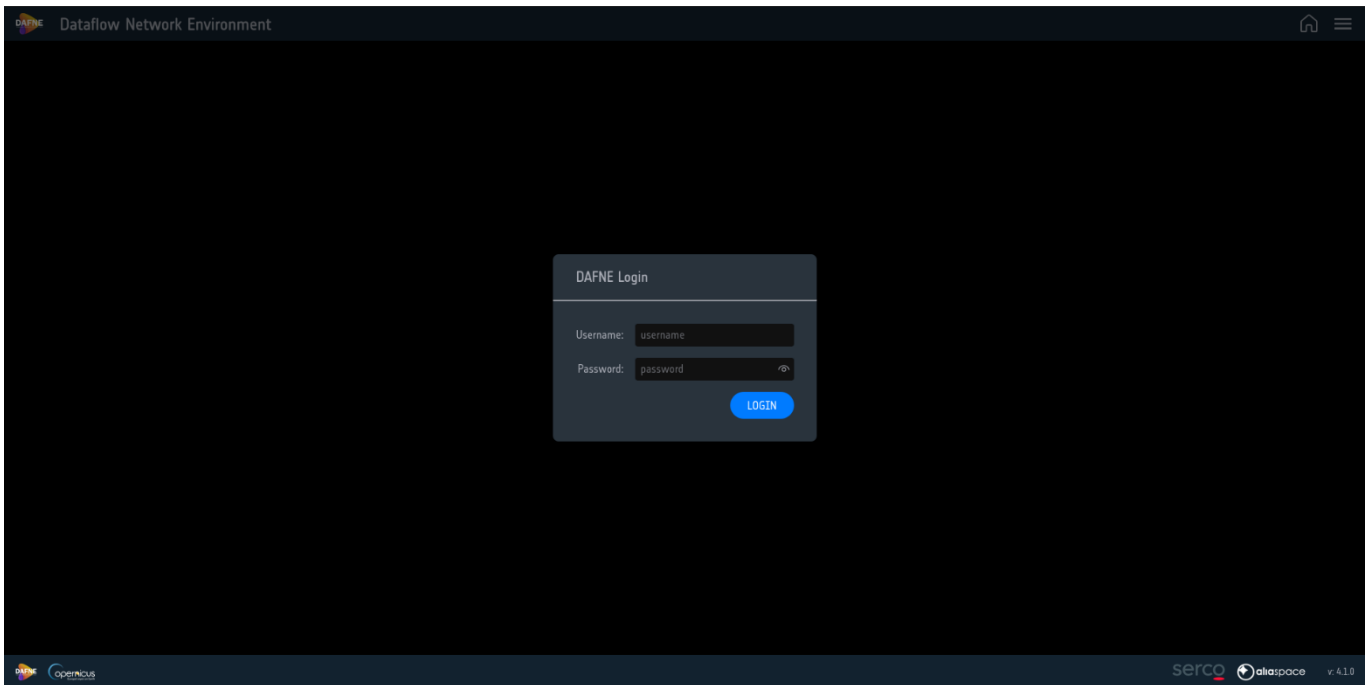 DAFNE
Dataflow Network Environment
DAFNE Login
Username:
username
Password:
password
LOGIN
DAFNE
opernicus
serco
aliaspace
v: 4.1.0